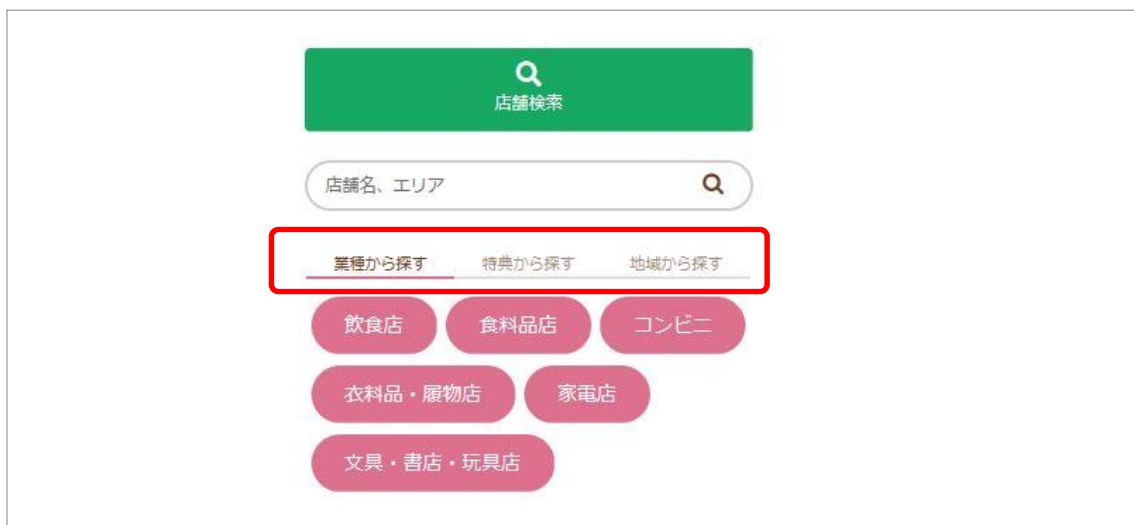 店舗検索
店舗名、エリア
業種から探す 特典から探す 地域から探す
飲食店 食料品店 コンビニ
衣料品・履物店 家電店
文具・書店・玩具店